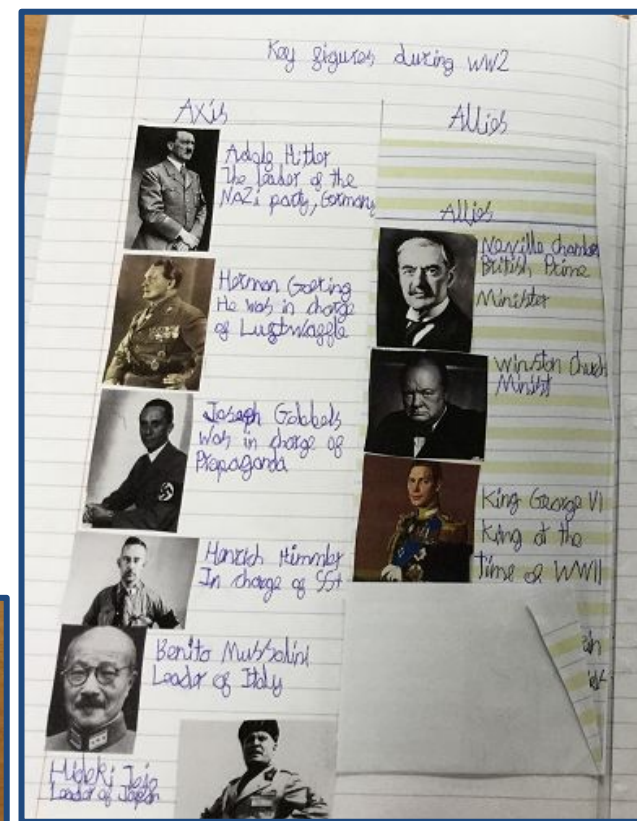 Key figures during WW2
Axis
Adolf Hitler
The leader of the
NaZi party, Germany
Herman Goering
He was in charge
of Luftwaffle
Joseph Gobbels
Was in charge of
Propaganda
Henrich Himmler
In charge of SS
Benito Mussolini
Leader of Italy
Hideki Tojo
Leader of Japan
Allies
Allies
Neville chamber
British Prime
Minister
Winston Church
Minist
King George VI
King at the
time of WWII